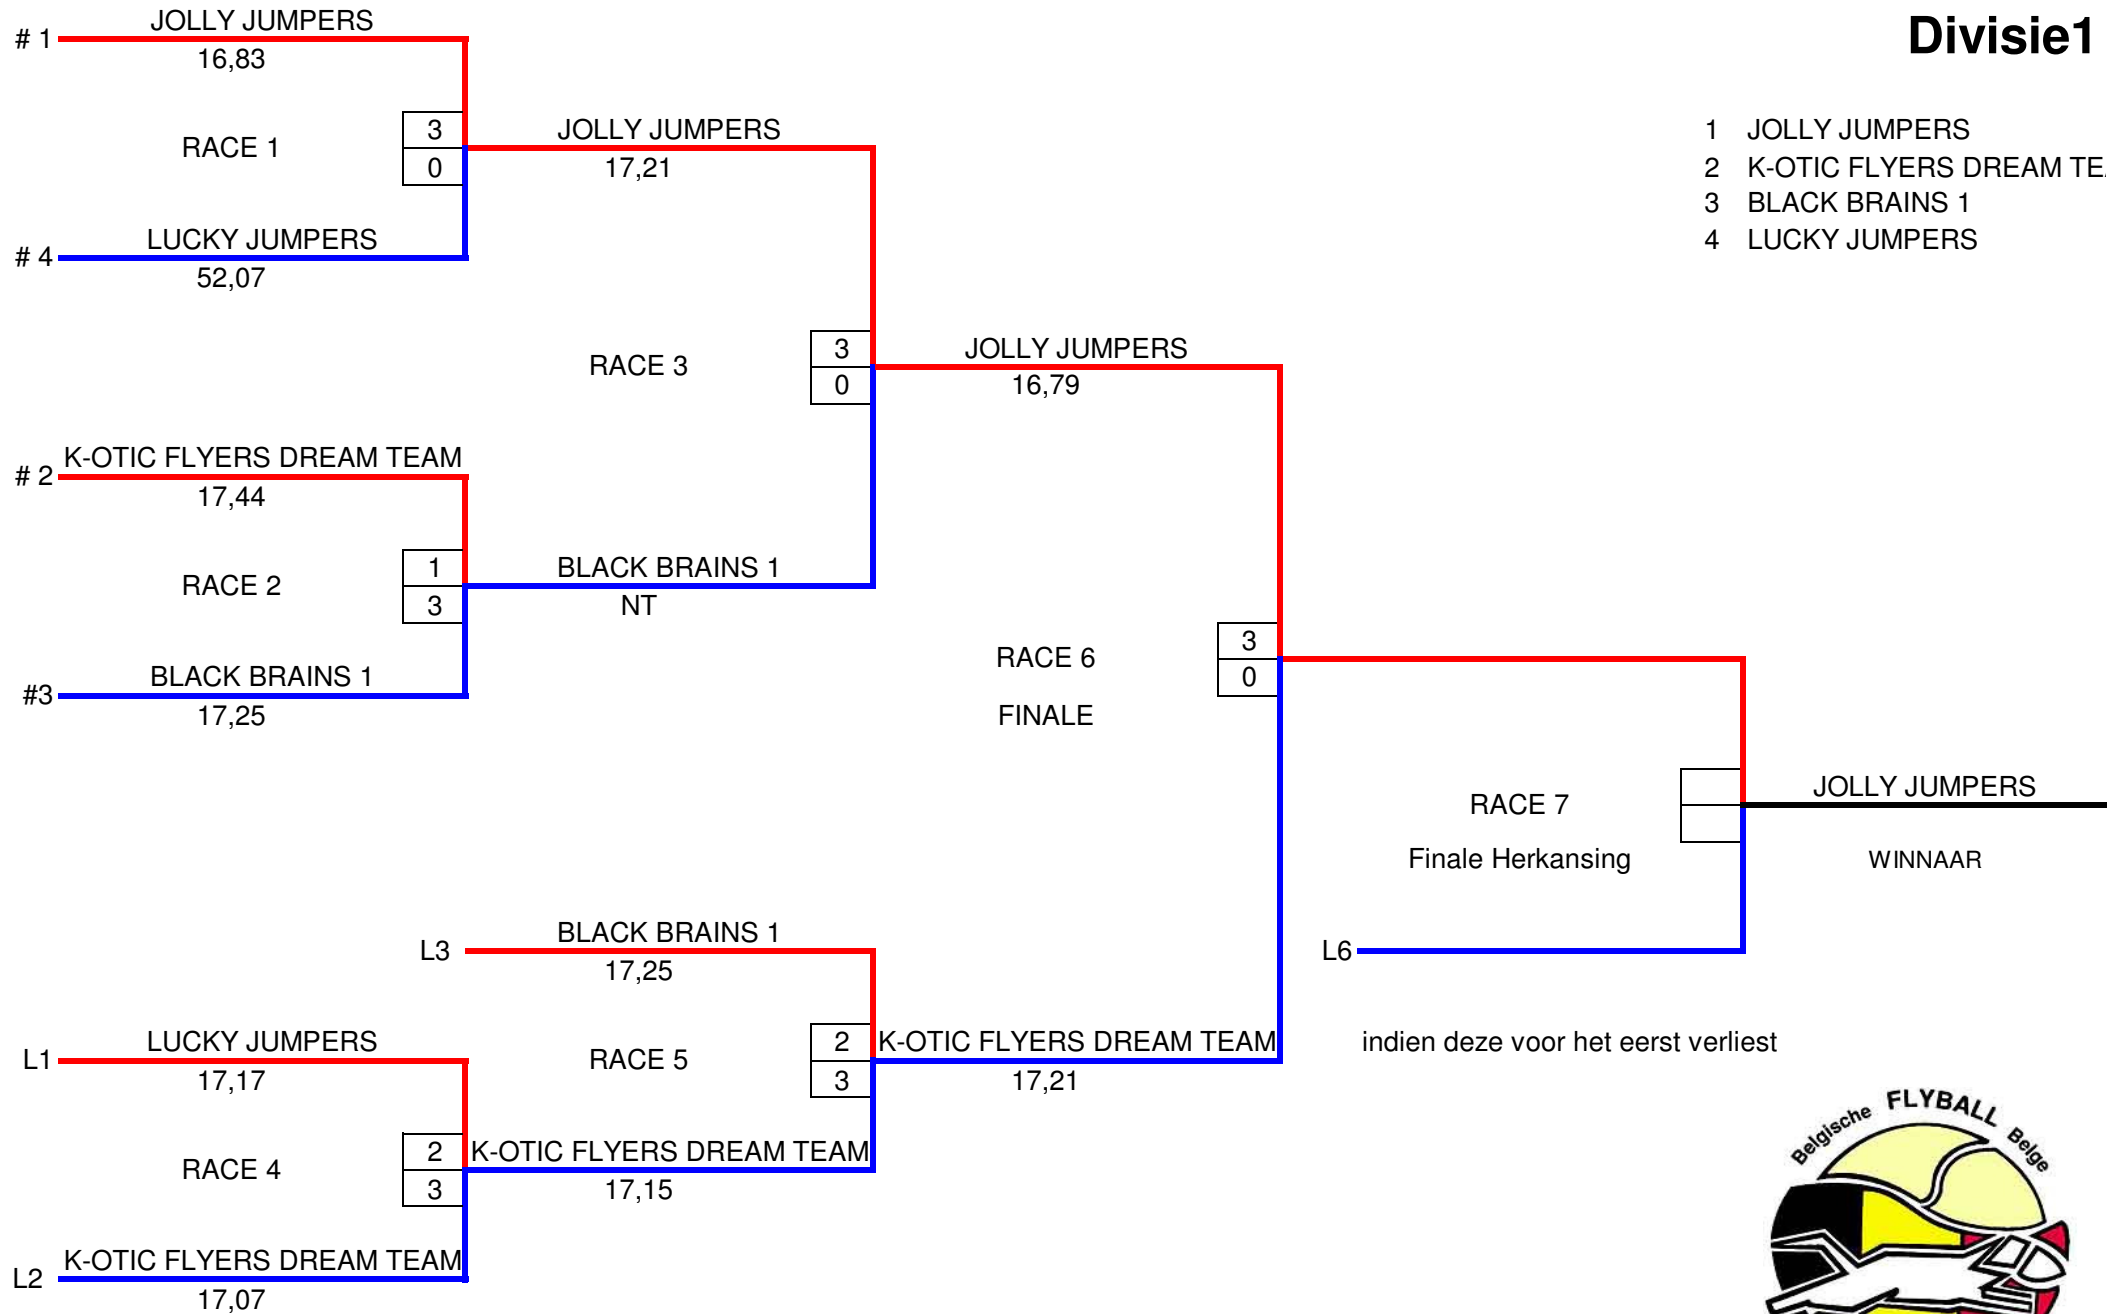 Divisie1
# 1 JOLLY JUMPERS
16,83
RACE 1
3
0
# 4 LUCKY JUMPERS
52,07
JOLLY JUMPERS
17,21
1 JOLLY JUMPERS
2 K-OTIC FLYERS DREAM
3 BLACK BRAINS 1
4 LUCKY JUMPERS
RACE 3
3
0
JOLLY JUMPERS
16,79
# 2 K-OTIC FLYERS DREAM TEAM
17,44
RACE 2
1
3
#3 BLACK BRAINS 1
17,25
BLACK BRAINS 1
NT
RACE 6
FINALE
3
0
RACE 7
Finale Herkansing
JOLLY JUMPERS
WINNAAR
L6
indien deze voor het eerst verliest
L3 BLACK BRAINS 1
17,25
RACE 5
2
3
K-OTIC FLYERS DREAM TEAM
17,21
L1 LUCKY JUMPERS
17,17
RACE 4
2
3
K-OTIC FLYERS DREAM TEAM
17,15
L2 K-OTIC FLYERS DREAM TEAM
17,07
Belgische FLYBALL Belge